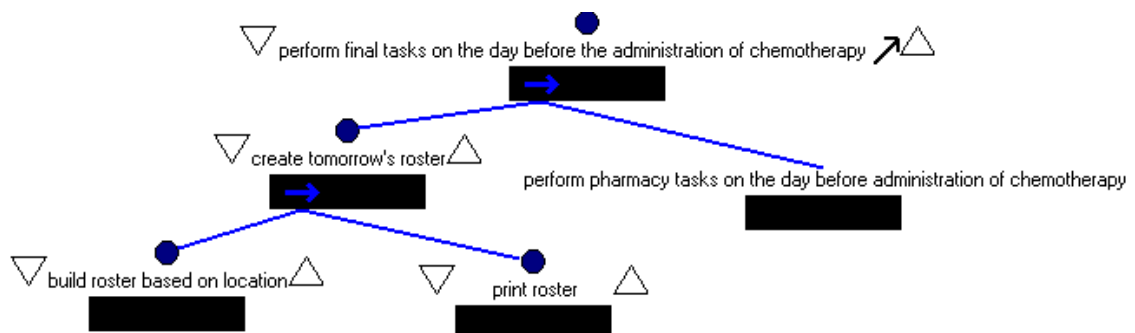 perform final tasks on the day before the administration of chemotherapy
create tomorrow's roster
perform pharmacy tasks on the day before administration of chemotherapy
build roster based on location
print roster